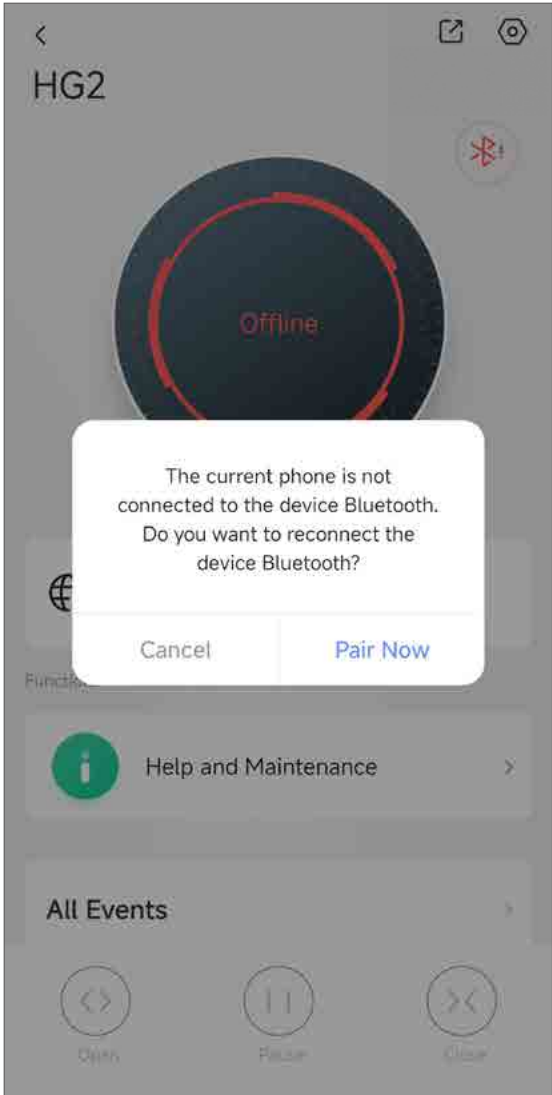 HG2
Offline
The current phone is not
connected to the device Bluetooth.
Do you want to reconnect the
device Bluetooth?
Cancel
Pair Now
Functi
Help and Maintenance
All Events
Open
Pause
Close